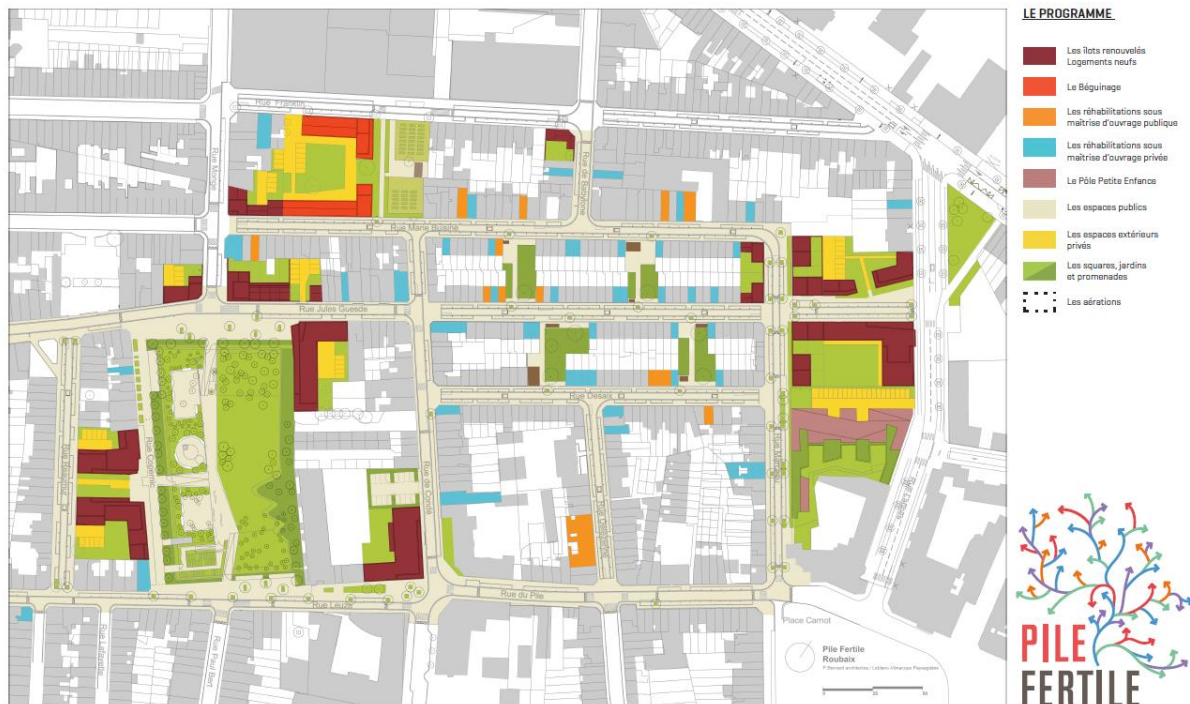 LE PROGRAMME
Les îlots renouvelés
Logements neufs
Le Béguinage
Les réhabilitations sous
maîtrise d'ouvrage publique
Les réhabilitations sous
maîtrise d'ouvrage privée
Le Pôle Petite Enfance
Les espaces publics
Les espaces extérieurs
privés
Les squares, jardins
et promenades
Les aérations
Rue Franklin
Rue Monge
Rue de Babylone
Rue Marie Buisine
Rue Jules Guesde
Rue Desaix
Rue Copernic
Rue de Condé
Rue Leuze
Rue du Pile
Rue Lafayette
Rue Paul Bert
Place Carnot
Pile Fertile
Roubaix
PILE
FERTILE